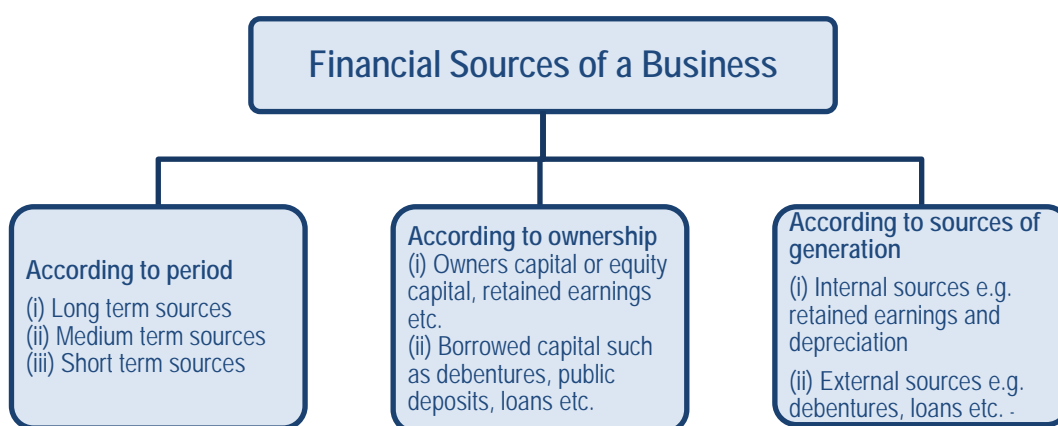 Financial Sources of a Business
According to period
(i) Long term sources
(ii) Medium term sources
(iii) Short term sources
According to ownership
(i) Owners capital or equity
capital, retained earnings
etc.
(ii) Borrowed capital such
as debentures, public
deposits, loans etc.
According to sources of
generation
(i) Internal sources e.g.
retained earnings and
depreciation
(ii) External sources e.g.
debentures, loans etc. -